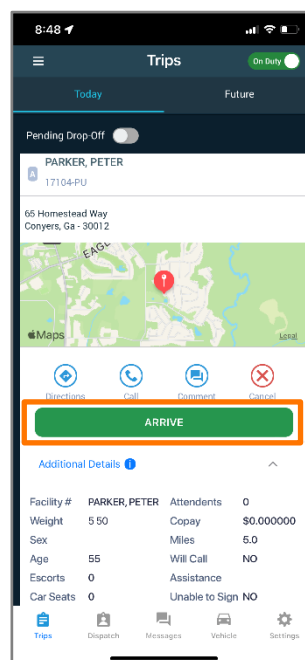 8:48
Trips
On Duty
Today
Future
Pending Drop-Off
A
PARKER, PETER
17104-PU
65 Homestead Way
Conyers, Ga - 30012
EAGL
Maps
Legal
Directions Call Comment Cancel
ARRIVE
Additional Details i
Facility # PARKER, PETER Attendents 0
Weight 5 50 Copay $0.000000
Sex Miles 5.0
Age 55 Will Call NO
Escorts 0 Assistance
Car Seats 0 Unable to Sign NO
Trips Dispatch Messages Vehicle Settings